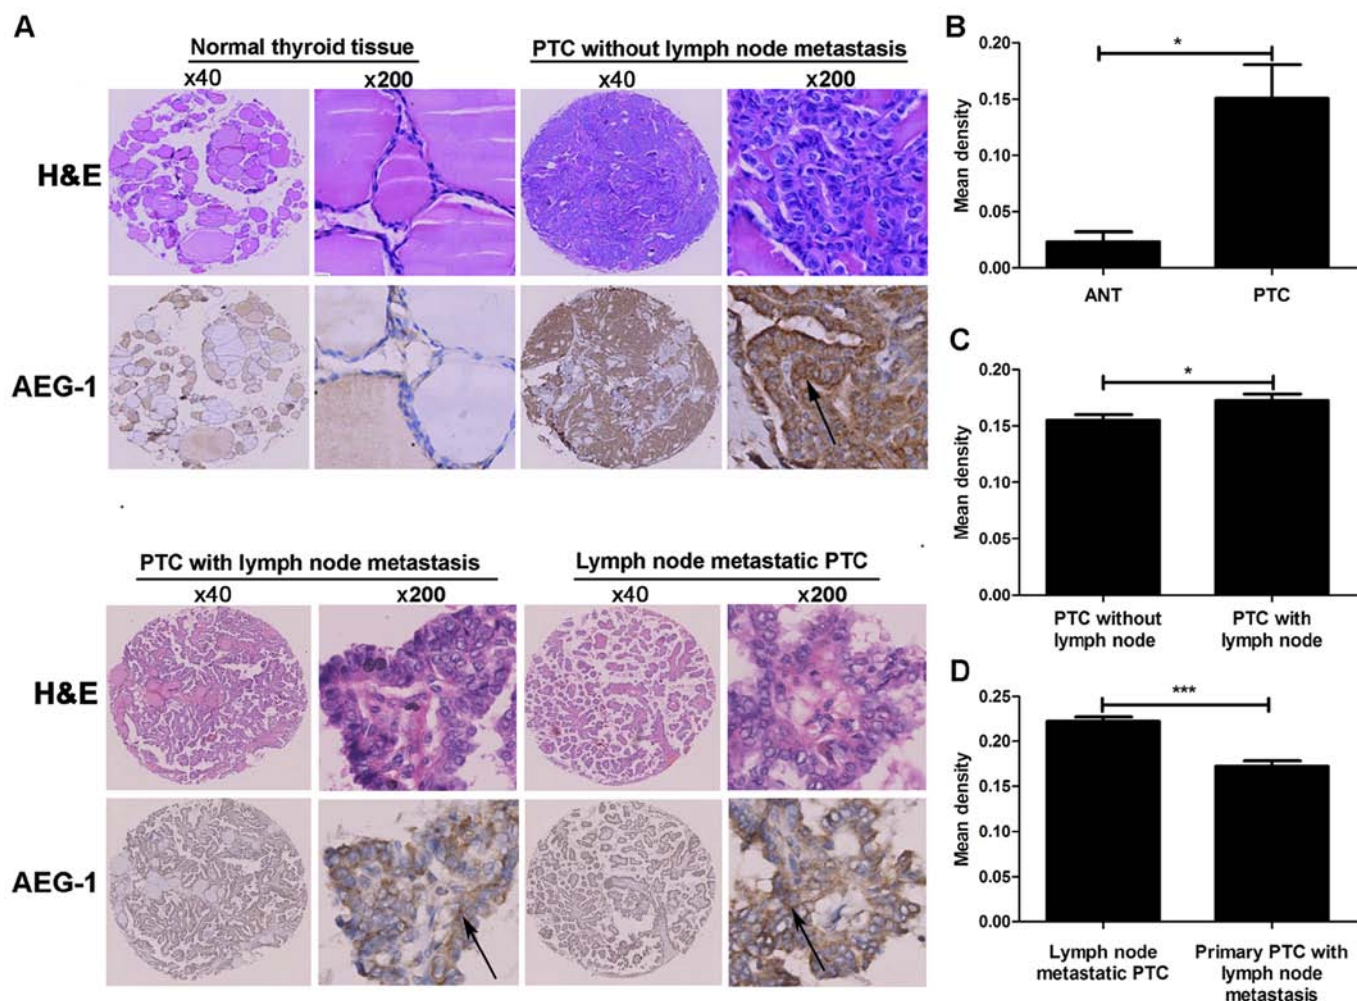 A
Normal thyroid tissue
PTC without lymph node metastasis
x40
x200
x40
x200
H&E
AEG-1
PTC with lymph node metastasis
Lymph node metastatic PTC
x40
x200
x40
x200
H&E
AEG-1
B
*
0.20
0.15
0.10
0.05
0.00
Mean density
ANT
PTC
C
*
0.20
0.15
0.10
0.05
0.00
Mean density
PTC without
lymph node
PTC with
lymph node
D
***
0.25
0.20
0.15
0.10
0.05
0.00
Mean density
Lymph node
metastatic PTC
Primary PTC with
lymph node
metastasis